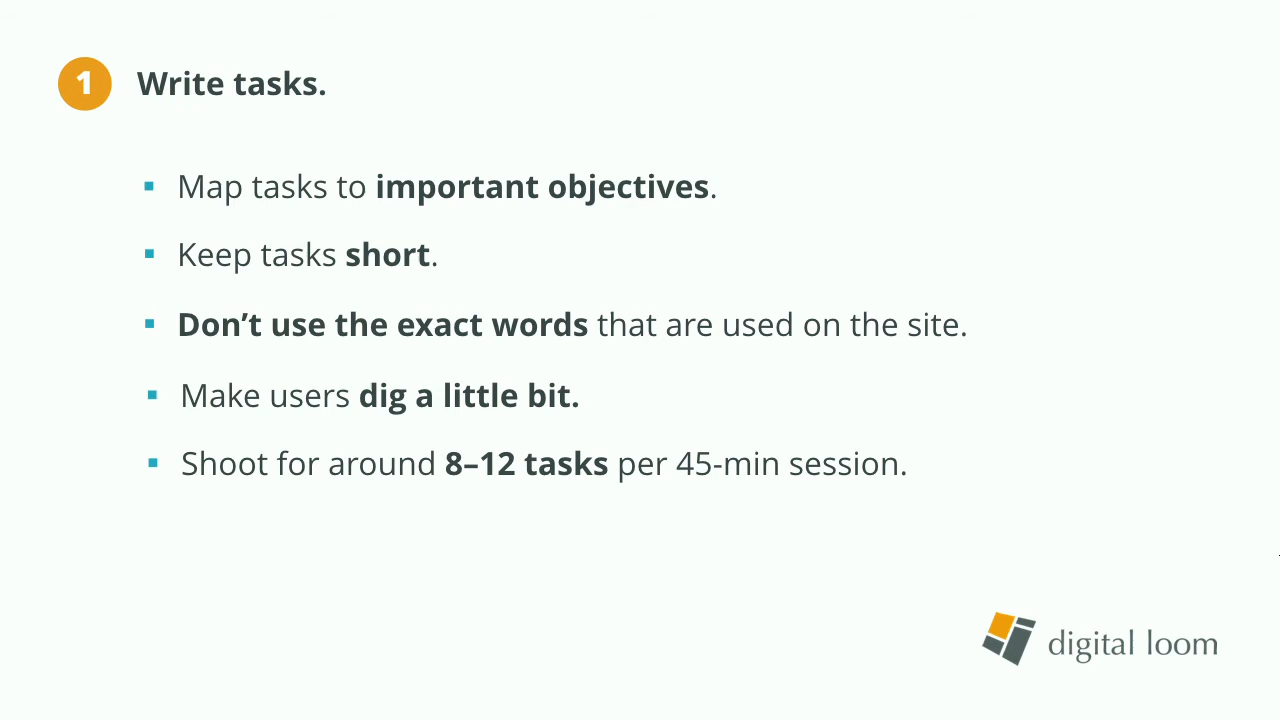 1 Write tasks.
▪ Map tasks to important objectives.
▪ Keep tasks short.
▪ Don’t use the exact words that are used on the site.
▪ Make users dig a little bit.
▪ Shoot for around 8–12 tasks per 45-min session.
digital loom